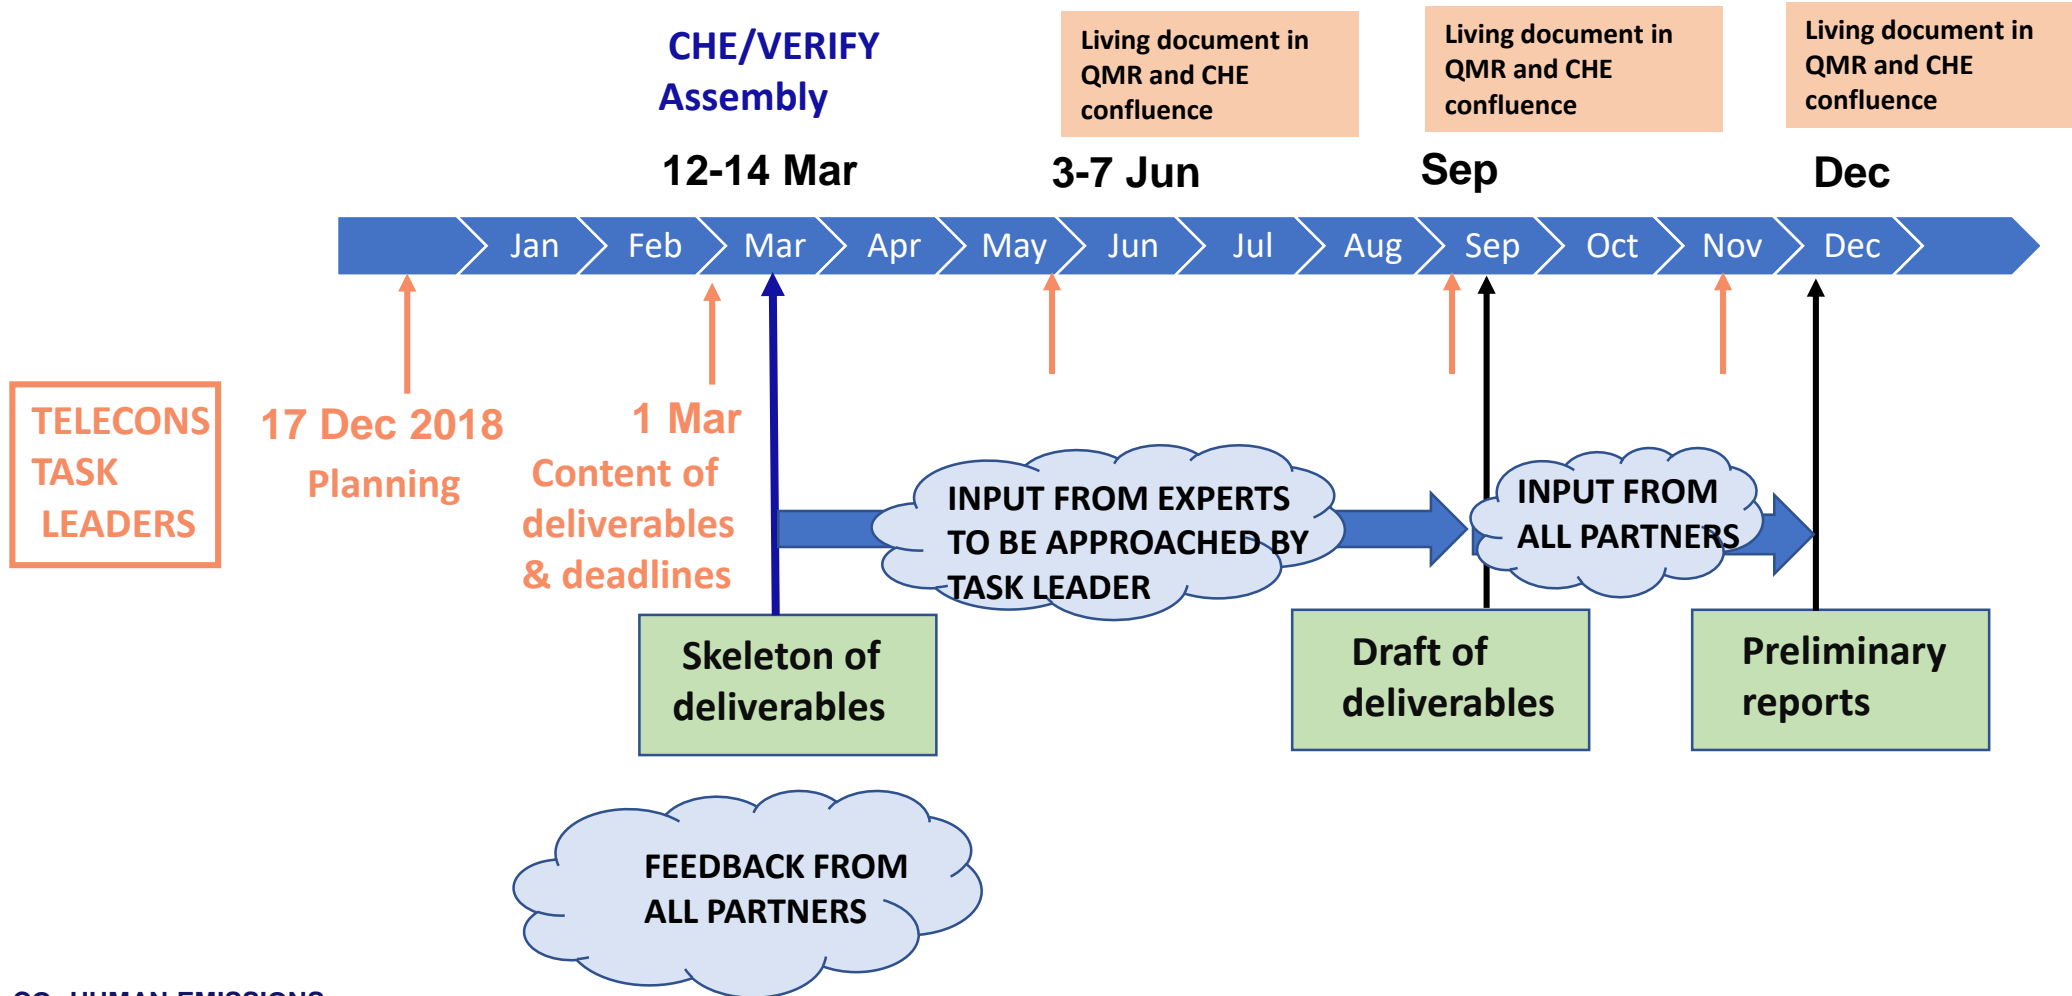 CHE/VERIFY
Assembly
Living document in
QMR and CHE
confluence
Living document in
QMR and CHE
confluence
Living document in
QMR and CHE
confluence
12-14 Mar
3-7 Jun
Sep
Dec
Jan
Feb
Mar
Apr
May
Jun
Jul
Aug
Sep
Oct
Nov
Dec
TELECONS
TASK
LEADERS
17 Dec 2018
Planning
1 Mar
Content of
deliverables
& deadlines
INPUT FROM EXPERTS
TO BE APPROACHED BY
TASK LEADER
INPUT FROM
ALL PARTNERS
Skeleton of
deliverables
Draft of
deliverables
Preliminary
reports
FEEDBACK FROM
ALL PARTNERS
HUMAN EMISSIONS